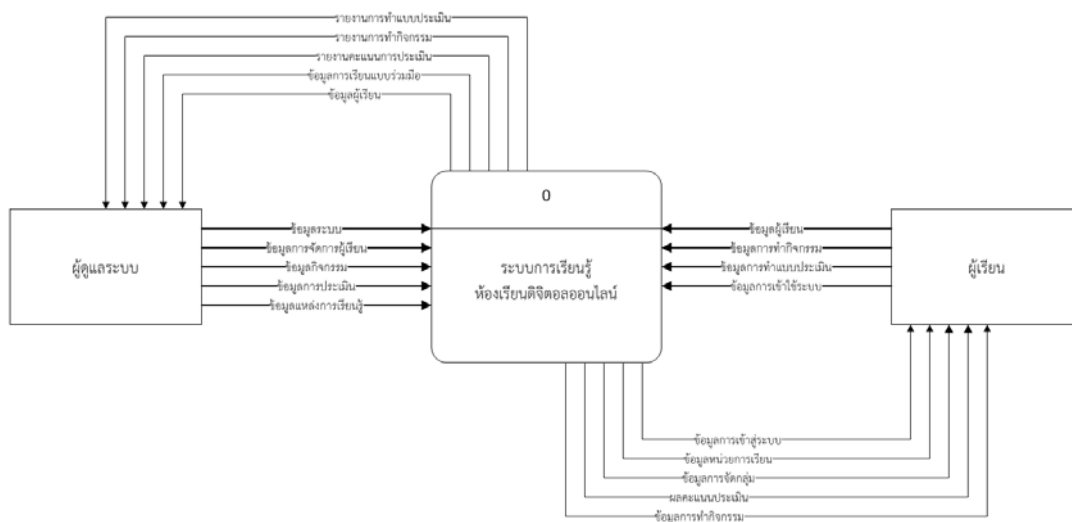 รายงานการทำแบบประเมิน
รายงานการทำกิจกรรม
รายงานคะแนนการประเมิน
ข้อมูลการเรียนแบบร่วมมือ
ข้อมูลผู้เรียน
0
ผู้ดูแลระบบ
ข้อมูลระบบ
ข้อมูลการจัดการผู้เรียน
ข้อมูลกิจกรรม
ข้อมูลการประเมิน
ข้อมูลแหล่งการเรียนรู้
ระบบการเรียนรู้
ห้องเรียนดิจิตอลออนไลน์
ข้อมูลผู้เรียน
ข้อมูลการทำกิจกรรม
ข้อมูลการทำแบบประเมิน
ข้อมูลการเข้าใช้ระบบ
ผู้เรียน
ข้อมูลการเข้าสู่ระบบ
ข้อมูลหน่วยการเรียน
ข้อมูลการจัดกลุ่ม
ผลคะแนนประเมิน
ข้อมูลการทำกิจกรรม